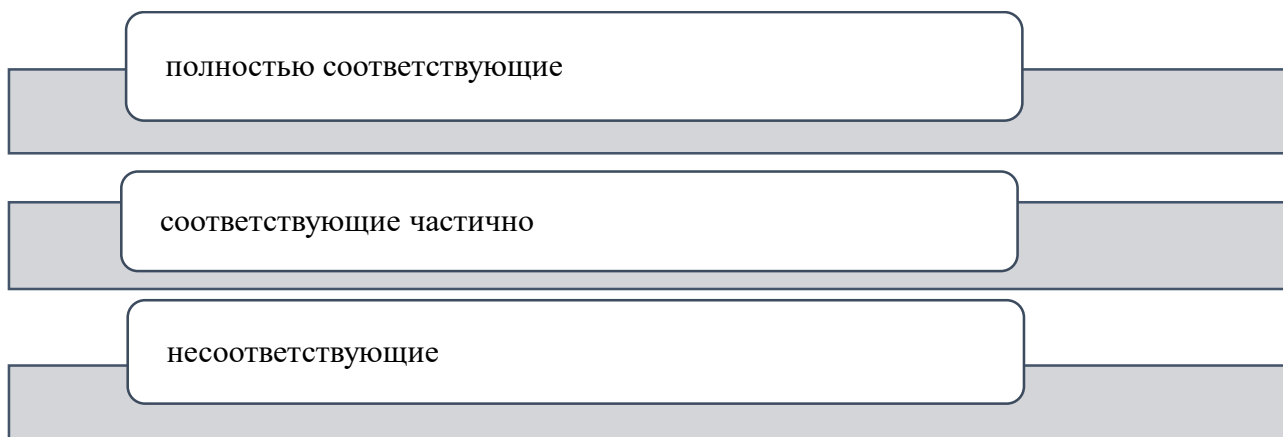 полностью соответствующие
соответствующие частично
несоответствующие